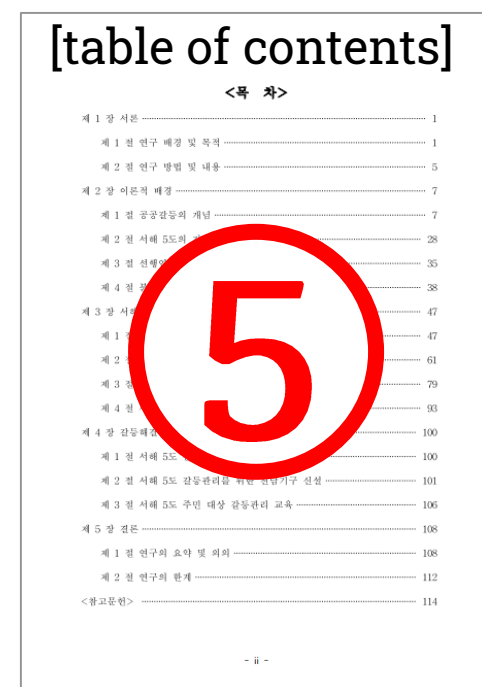 [table of contents]
<목 차>
제 1 장 서론 1
제 1 절 연구 배경 및 목적 1
제 2 절 연구 방법 및 내용 5
제 2 장 이론적 배경 7
제 1 절 공공갈등의 개념 7
제 2 절 서해 5도의 28
제 3 절 35
제 4 절 38
제 3 장 47
제 1 47
제 2 61
제 3 절 79
제 4 절 93
제 4 장 100
제 1 절 서해 5도 100
제 2 절 서해 5도 갈등관리를 위한 전담기구 신설 101
제 3 절 서해 5도 주민 대상 갈등관리 교육 106
제 5 장 결론 108
제 1 절 연구의 요약 및 의의 108
제 2 절 연구의 한계 112
<참고문헌> 114
5
- ii -